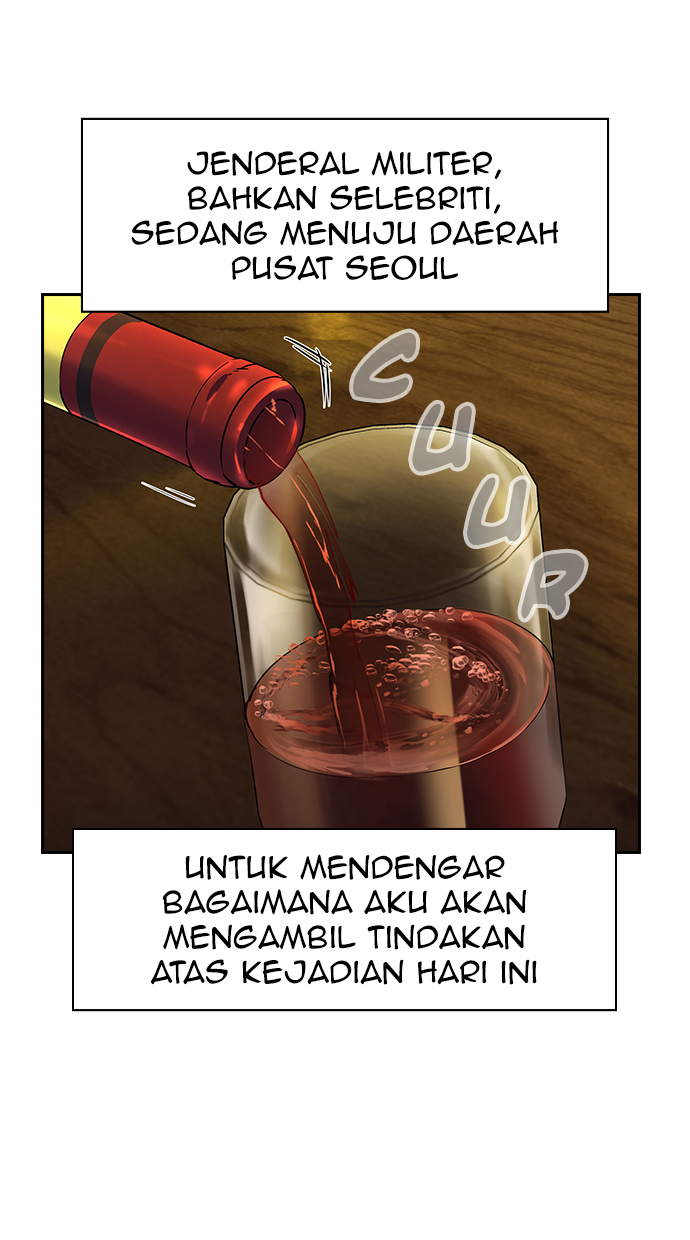 JENDERAL MILITER,
BAHKAN SELEBRITI,
SEDANG MENUJU DAERAH
PUSAT SEOUL
CUUR
UNTUK MENDENGAR
BAGAIMANA AKU AKAN
MENGAMBIL TINDAKAN
ATAS KEJADIAN HARI INI